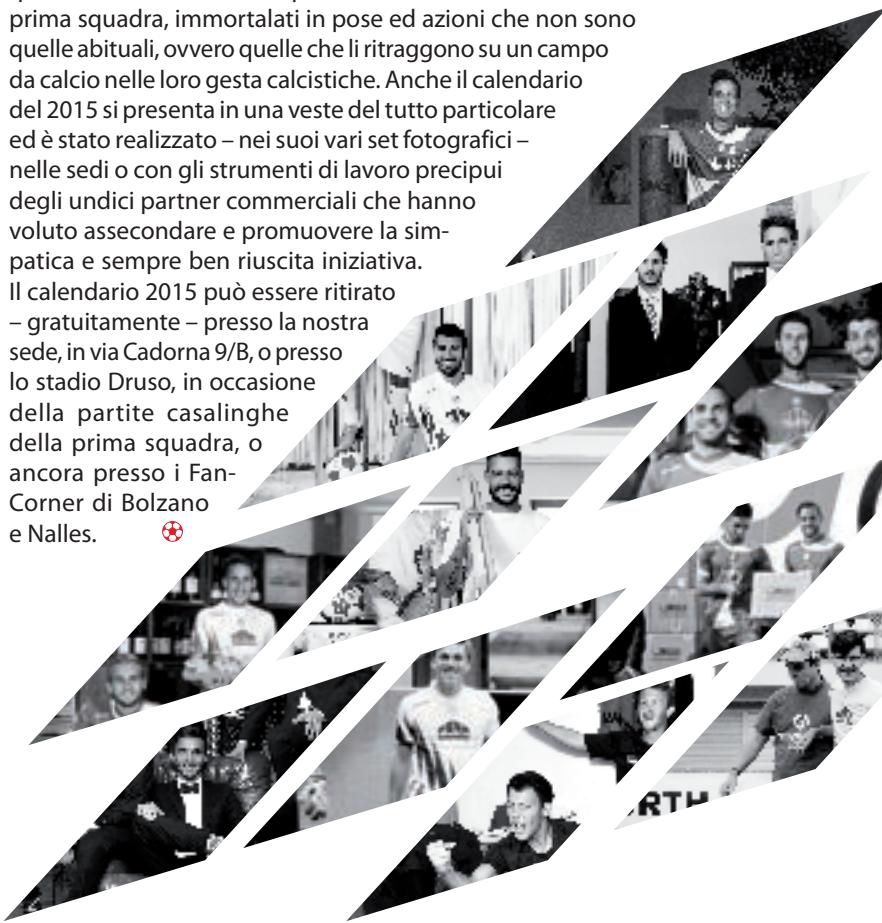 prima squadra, immortalati in pose ed azioni che non sono
quelle abituali, ovvero quelle che li ritraggono su un campo
da calcio nelle loro gesta calcistiche. Anche il calendario
del 2015 si presenta in una veste del tutto particolare
ed è stato realizzato – nei suoi vari set fotografici –
nelle sedi o con gli strumenti di lavoro precipui
degli undici partner commerciali che hanno
voluto assecondare e promuovere la sim-
patica e sempre ben riuscita iniziativa.
Il calendario 2015 può essere ritirato
– gratuitamente – presso la nostra
sede, in via Cadorna 9/B, o presso
lo stadio Druso, in occasione
della partite casalinghe
della prima squadra, o
ancora presso i Fan-
Corner di Bolzano
e Nalles.
RTH